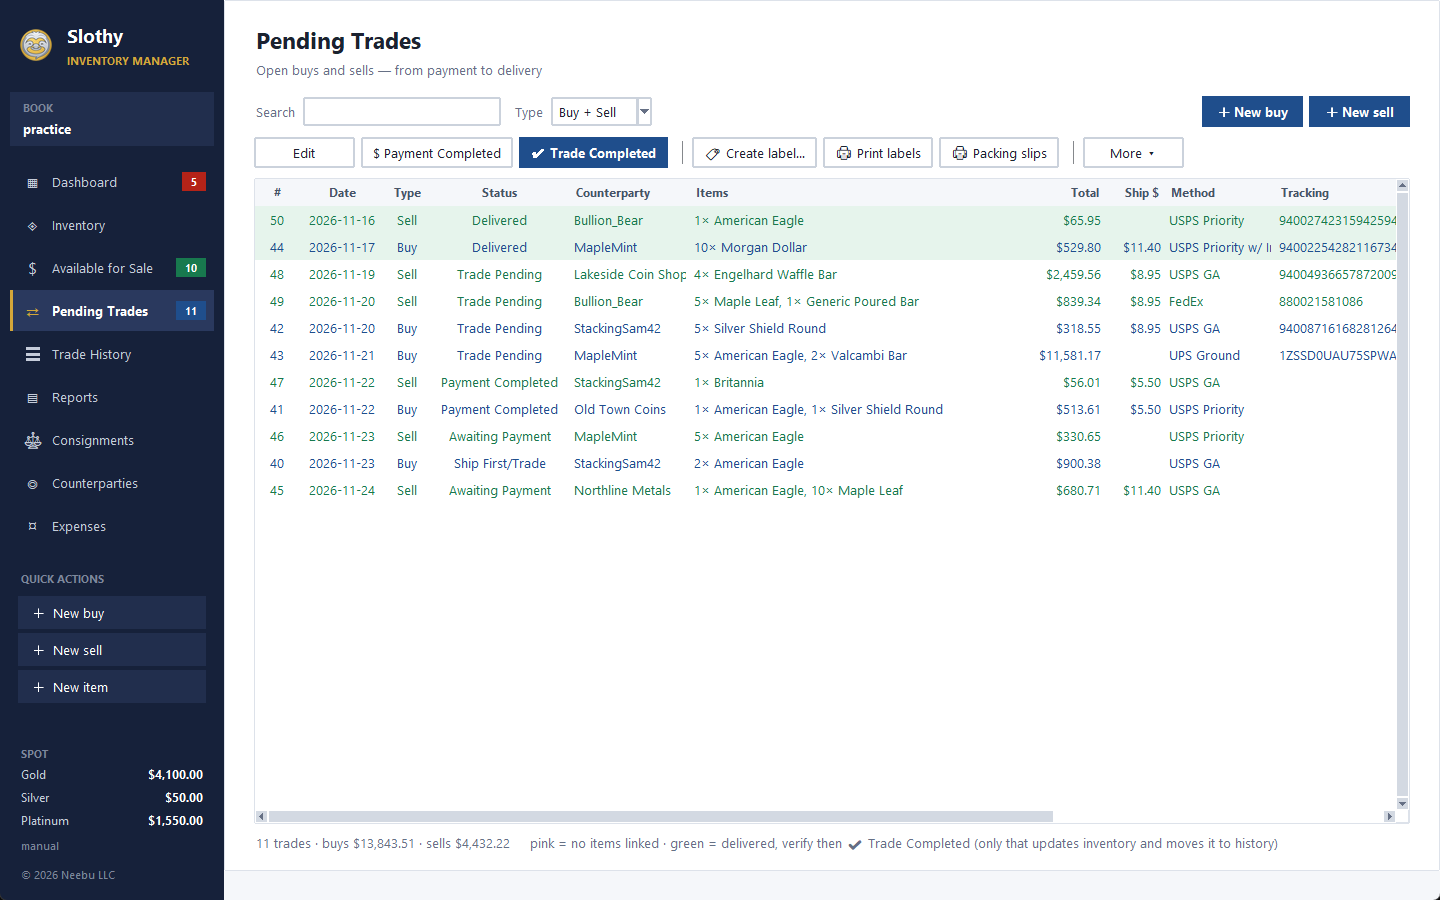 Slothy
INVENTORY MANAGER
BOOK
practice
Dashboard 5
Inventory
$ Available for Sale 10
Pending Trades 11
Trade History
Reports
Consignments
Counterparties
Expenses
QUICK ACTIONS
+ New buy
+ New sell
+ New item
SPOT
Gold $4,100.00
Silver $50.00
Platinum $1,550.00
manual
© 2026 Neebu LLC
Pending Trades
Open buys and sells — from payment to delivery
Search Type Buy + Sell + New buy + New sell
Edit $ Payment Completed ✔ Trade Completed Create label... Print labels Packing slips More
# Date Type Status Counterparty Items Total Ship $ Method Tracking
50 2026-11-16 Sell Delivered Bullion_Bear 1× American Eagle $65.95 USPS Priority 94002742315942594
44 2026-11-17 Buy Delivered MapleMint 10× Morgan Dollar $529.80 $11.40 USPS Priority w/ 94002254282116734
48 2026-11-19 Sell Trade Pending Lakeside Coin Shop 4× Engelhard Waffle Bar $2,459.56 $8.95 USPS GA 94004936657872009
49 2026-11-20 Sell Trade Pending Bullion_Bear 5× Maple Leaf, 1× Generic Poured Bar $839.34 $8.95 FedEx 880021581086
42 2026-11-20 Buy Trade Pending StackingSam42 5× Silver Shield Round $318.55 $8.95 USPS GA 94008716168281264
43 2026-11-21 Buy Trade Pending MapleMint 5× American Eagle, 2× Valcambi Bar $11,581.17 UPS Ground 1ZSSD0UAU75SPWA
47 2026-11-22 Sell Payment Completed StackingSam42 1× Britannia $56.01 $5.50 USPS GA
41 2026-11-22 Buy Payment Completed Old Town Coins 1× American Eagle, 1× Silver Shield Round $513.61 $5.50 USPS Priority
46 2026-11-23 Sell Awaiting Payment MapleMint 5× American Eagle $330.65 USPS Priority
40 2026-11-23 Buy Ship First/Trade StackingSam42 2× American Eagle $900.38 USPS GA
45 2026-11-24 Sell Awaiting Payment Northline Metals 1× American Eagle, 10× Maple Leaf $680.71 $11.40 USPS GA
11 trades · buys $13,843.51 · sells $4,432.22 pink = no items linked · green = delivered, verify then ✔ Trade Completed (only that updates inventory and moves it to history)